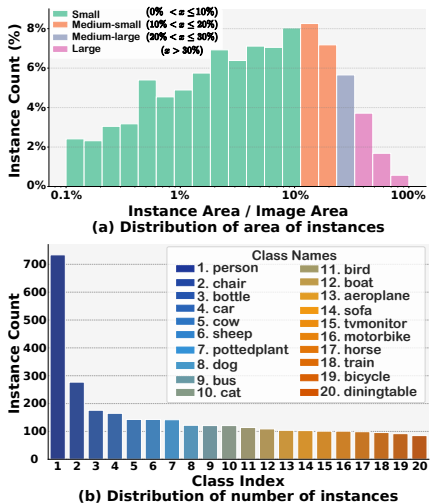 Small (0% < x ≤10%)
Medium-small (10% < x ≤20%)
Medium-large (20% < x ≤30%)
Large (x > 30%)
8%
6%
4%
2%
0%
Instance Count (%)
0.1% 1% 10% 100%
Instance Area / Image Area
(a) Distribution of area of instances
700
600
500
400
300
200
100
0
Instance Count
Class Names
1. person
2. chair
3. bottle
4. car
5. cow
6. sheep
7. pottedplant
8. dog
9. bus
10. cat
11. bird
12. boat
13. aeroplane
14. sofa
15. tvmonitor
16. motorbike
17. horse
18. train
19. bicycle
20. diningtable
1 2 3 4 5 6 7 8 9 10 11 12 13 14 15 16 17 18 19 20
Class Index
(b) Distribution of number of instances